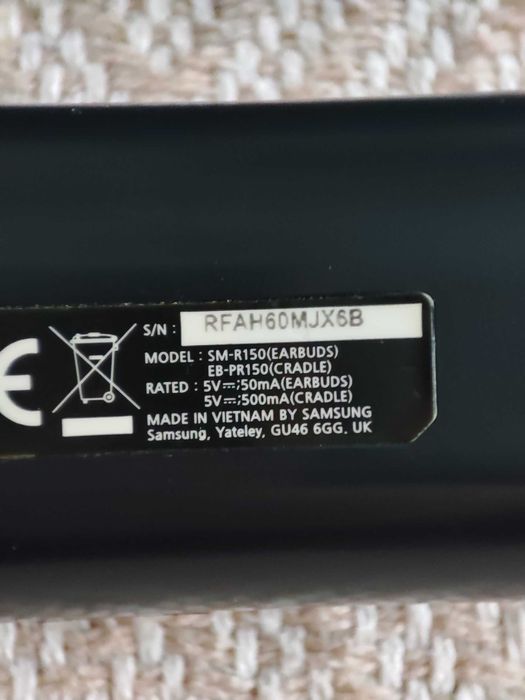 CE
S/N : RFAH60MJX6B
MODEL : SM-R150(EARBUDS)
EB-PR150(CRADLE)
RATED : 5V⎓;50mA(EARBUDS)
5V⎓;500mA(CRADLE)
MADE IN VIETNAM BY SAMSUNG
Samsung, Yateley, GU46 6GG. UK